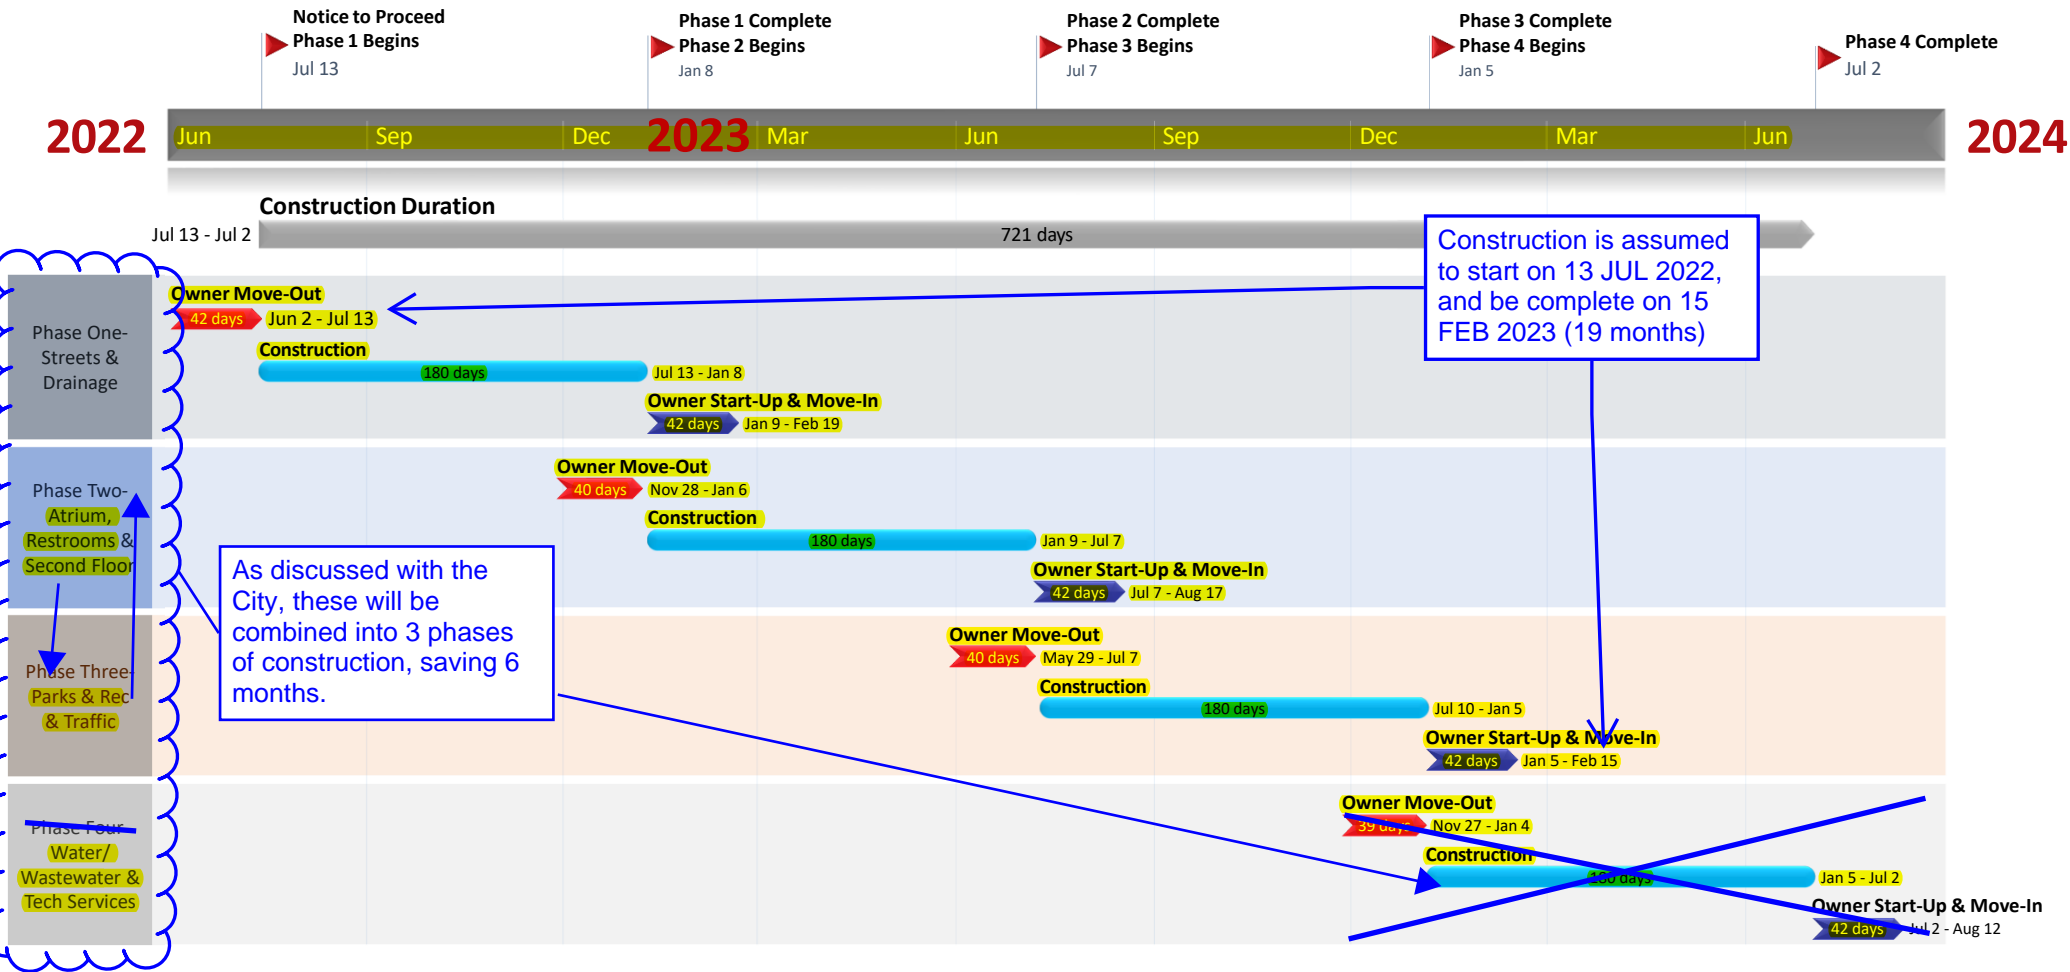 Notice to Proceed
Phase 1 Begins
Jul 13
Phase 1 Complete
Phase 2 Begins
Jan 8
Phase 2 Complete
Phase 3 Begins
Jul 7
Phase 3 Complete
Phase 4 Begins
Jan 5
Phase 4 Complete
Jul 2
2022 Jun Sep Dec 2023 Mar Jun Sep Dec Mar Jun 2024
Construction Duration
Jul 13 - Jul 2 721 days
Construction is assumed
to start on 13 JUL 2022,
and be complete on 15
FEB 2023 (19 months)
Phase One-
Streets &
Drainage
Owner Move-Out
42 days Jun 2 - Jul 13
Construction
180 days Jul 13 - Jan 8
Owner Start-Up & Move-In
42 days Jan 9 - Feb 19
Phase Two-
Atrium,
Restrooms &
Second Floor
Owner Move-Out
40 days Nov 28 - Jan 6
Construction
180 days Jan 9 - Jul 7
Owner Start-Up & Move-In
42 days Jul 7 - Aug 17
As discussed with the
City, these will be
combined into 3 phases
of construction, saving 6
months.
Phase Three-
Parks & Rec
& Traffic
Owner Move-Out
40 days May 29 - Jul 7
Construction
180 days Jul 10 - Jan 5
Owner Start-Up & Move-In
42 days Jan 5 - Feb 15
Phase Four-
Water/
Wastewater &
Tech Services
Owner Move-Out
39 days Nov 27 - Jan 4
Construction
180 days Jan 5 - Jul 2
Owner Start-Up & Move-In
42 days Jul 2 - Aug 12